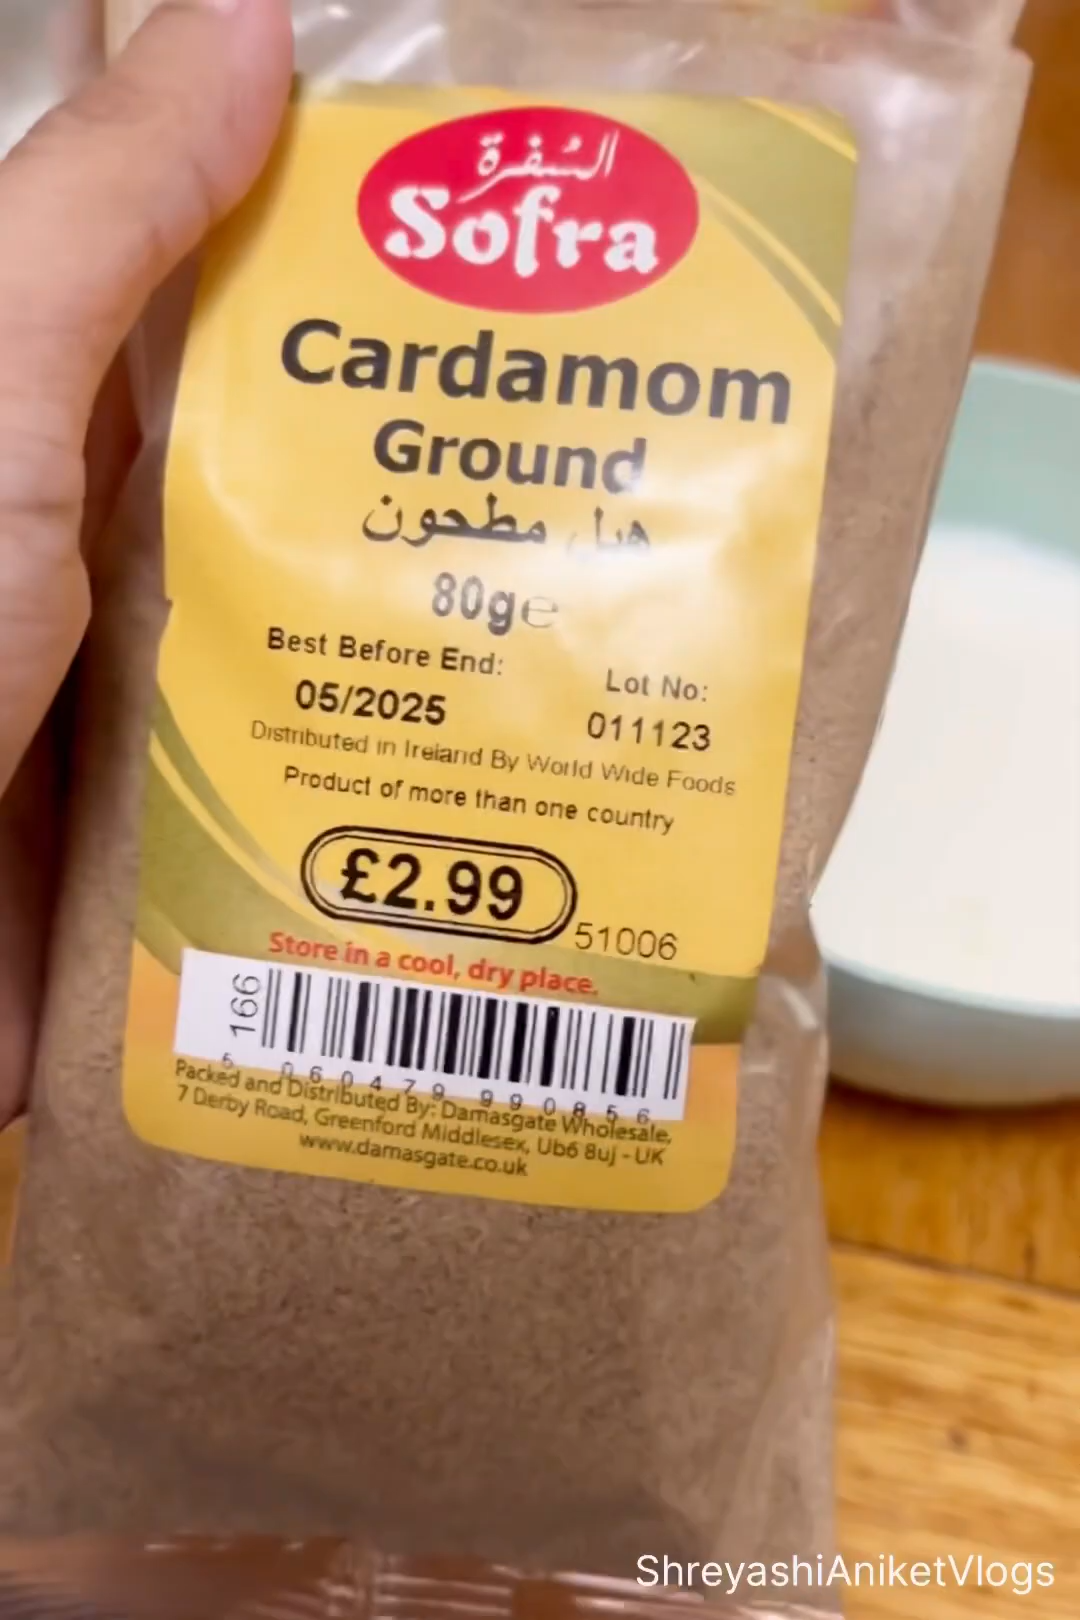 السُفرة
Sofra
Cardamom
Ground
هيل مطحون
80g℮
Best Before End:
05/2025
Lot No:
011123
Distributed in Ireland By World Wide Foods
Product of more than one country
£2.99
51006
Store in a cool, dry place.
166
5 060479 990856
Packed and Distributed By: Damasgate Wholesale,
7 Derby Road, Greenford Middlesex, Ub6 8uj - UK
www.damasgate.co.uk
ShreyashiAniketVlogs